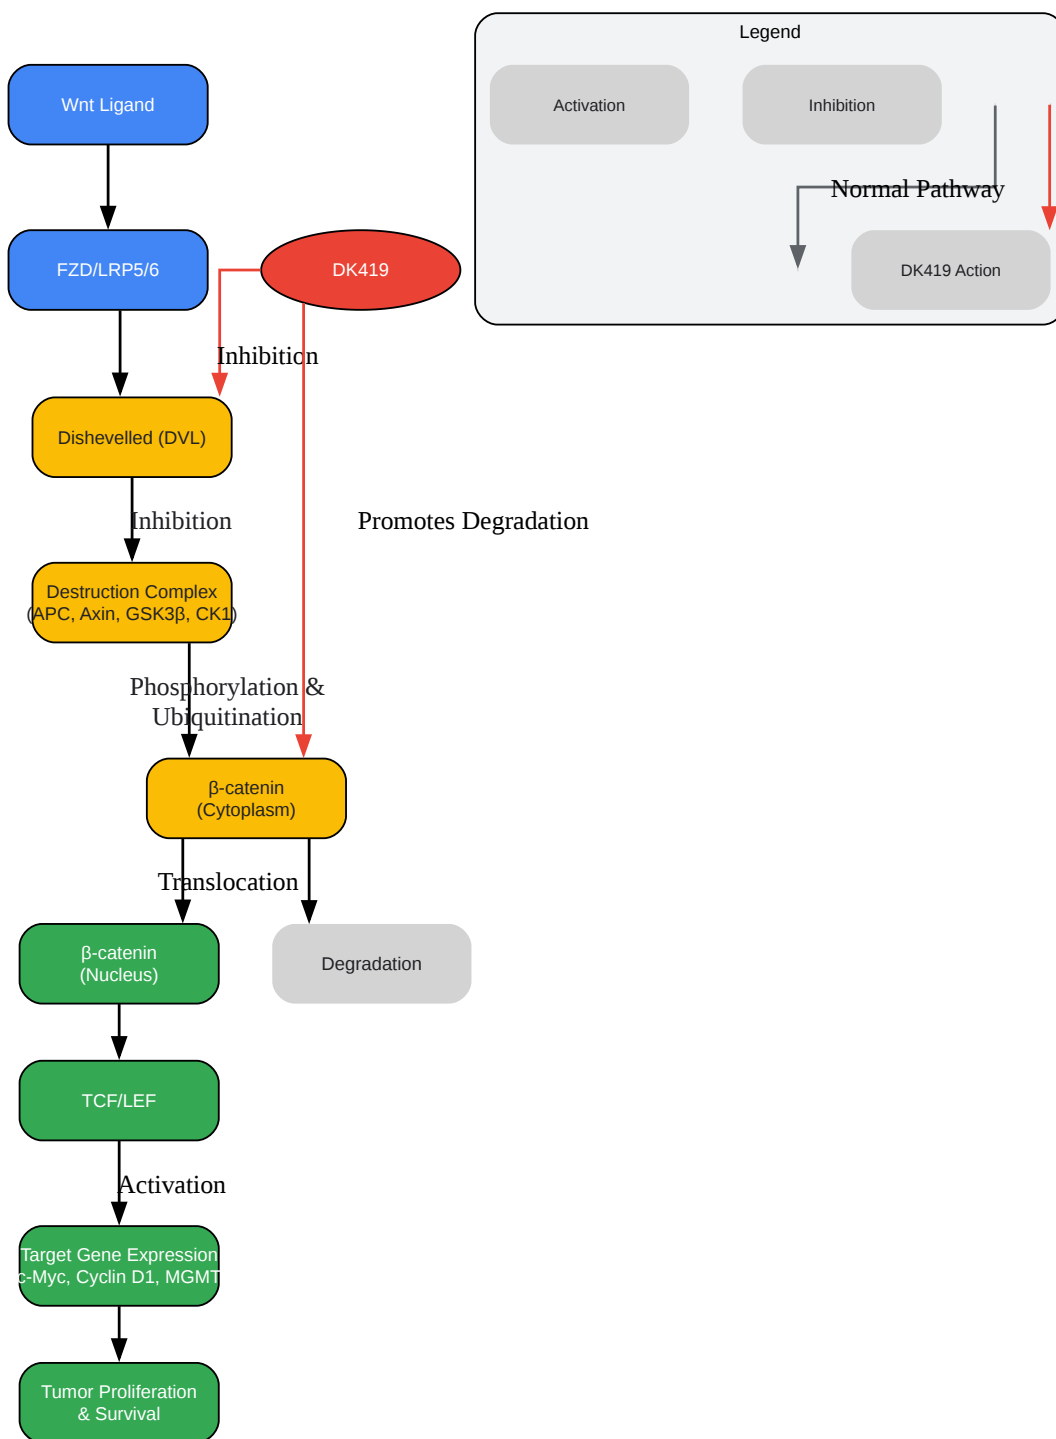 Legend
Wnt Ligand
Activation
Inhibition
Normal Pathway
FZD/LRP5/6
DK419
DK419 Action
Inhibition
Dishevelled (DVL)
Inhibition
Promotes Degradation
Destruction Complex
(APC, Axin, GSK3β, CK1)
Phosphorylation &
Ubiquitination
β-catenin
(Cytoplasm)
Translocation
β-catenin
(Nucleus)
Degradation
TCF/LEF
Activation
Target Gene Expression
c-Myc, Cyclin D1, MGMT
Tumor Proliferation
& Survival